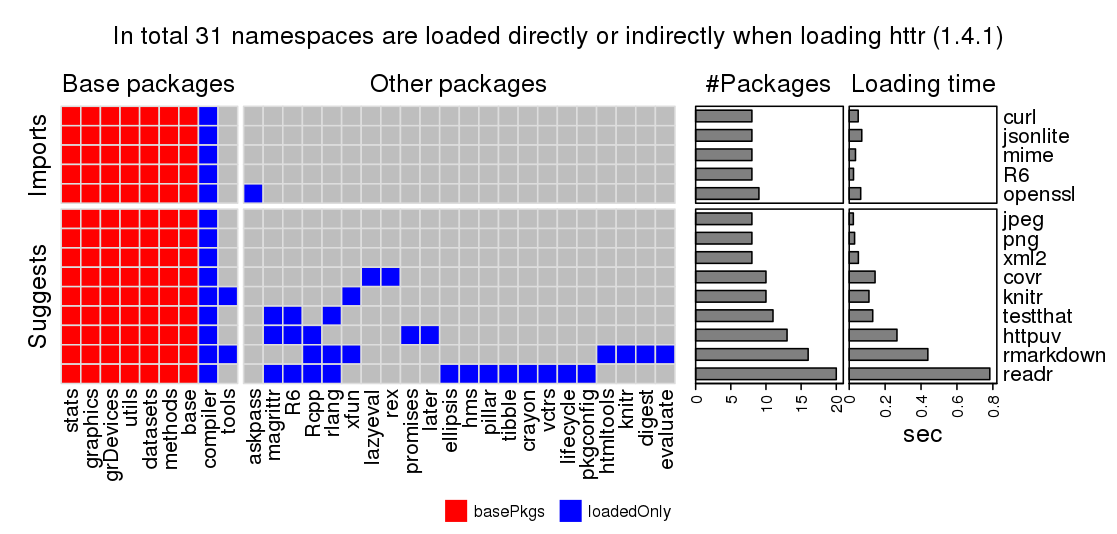 In total 31 namespaces are loaded directly or indirectly when loading httr (1.4.1)
Base packages
Other packages
#Packages
Loading time
Imports
curl
jsonlite
mime
R6
openssl
Suggests
jpeg
png
xml2
covr
knitr
testthat
httpuv
rmarkdown
readr
stats
graphics
grDevices
utils
datasets
methods
base
compiler
tools
askpass
magrittr
R6
Rcpp
rlang
xfun
lazyeval
rex
promises
later
ellipsis
hms
pillar
tibble
crayon
vctrs
lifecycle
pkgconfig
htmltools
knitr
digest
evaluate
0
5
10
15
20
0
0.2
0.4
0.6
0.8
sec
basePkgs
loadedOnly